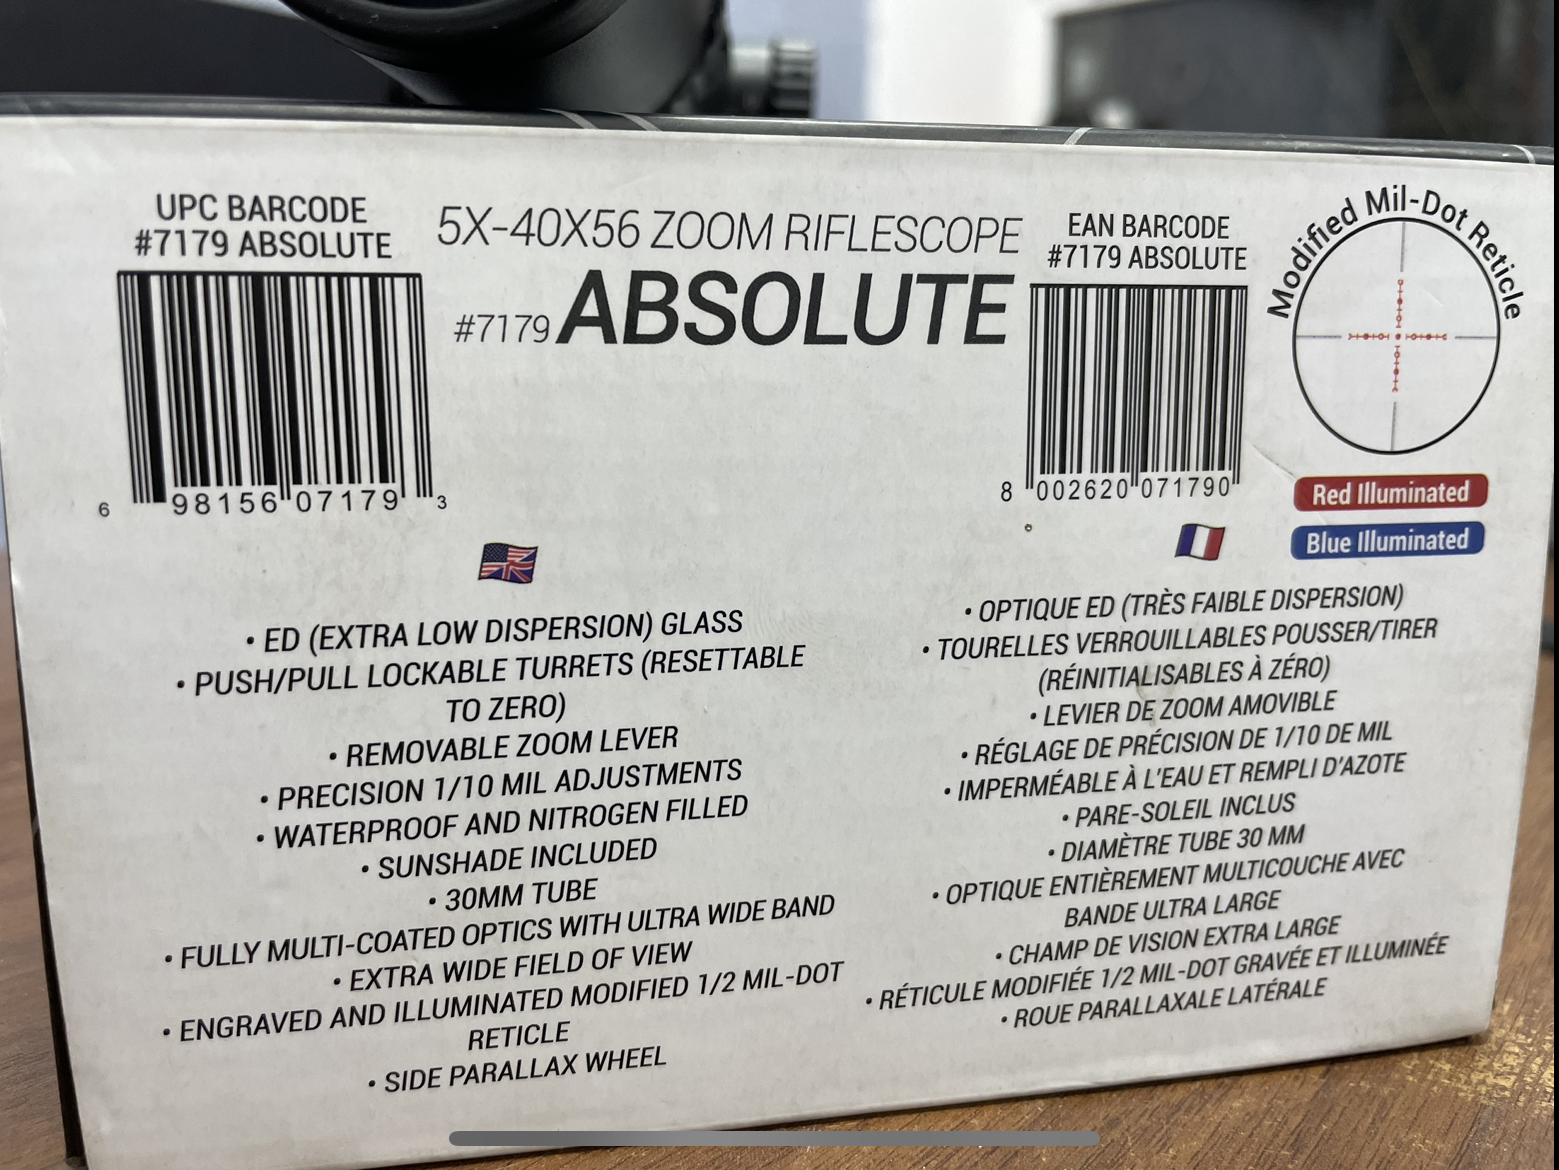 UPC BARCODE
#7179 ABSOLUTE
6 98156 07179 3
5X-40X56 ZOOM RIFLESCOPE
#7179 ABSOLUTE
EAN BARCODE
#7179 ABSOLUTE
8 002620 071790
Modified Mil-Dot Reticle
Red Illuminated
Blue Illuminated
• ED (EXTRA LOW DISPERSION) GLASS
• PUSH/PULL LOCKABLE TURRETS (RESETTABLE
TO ZERO)
• REMOVABLE ZOOM LEVER
• PRECISION 1/10 MIL ADJUSTMENTS
• WATERPROOF AND NITROGEN FILLED
• SUNSHADE INCLUDED
• 30MM TUBE
• FULLY MULTI-COATED OPTICS WITH ULTRA WIDE BAND
• EXTRA WIDE FIELD OF VIEW
• ENGRAVED AND ILLUMINATED MODIFIED 1/2 MIL-DOT
RETICLE
• SIDE PARALLAX WHEEL
• OPTIQUE ED (TRÈS FAIBLE DISPERSION)
• TOURELLES VERROUILLABLES POUSSER/TIRER
(RÉINITIALISABLES À ZÉRO)
• LEVIER DE ZOOM AMOVIBLE
• RÉGLAGE DE PRÉCISION DE 1/10 DE MIL
• IMPERMÉABLE À L'EAU ET REMPLI D'AZOTE
• PARE-SOLEIL INCLUS
• DIAMÈTRE TUBE 30 MM
• OPTIQUE ENTIÈREMENT MULTICOUCHE AVEC
BANDE ULTRA LARGE
• CHAMP DE VISION EXTRA LARGE
• RÉTICULE MODIFIÉE 1/2 MIL-DOT GRAVÉE ET ILLUMINÉE
• ROUE PARALLAXALE LATÉRALE